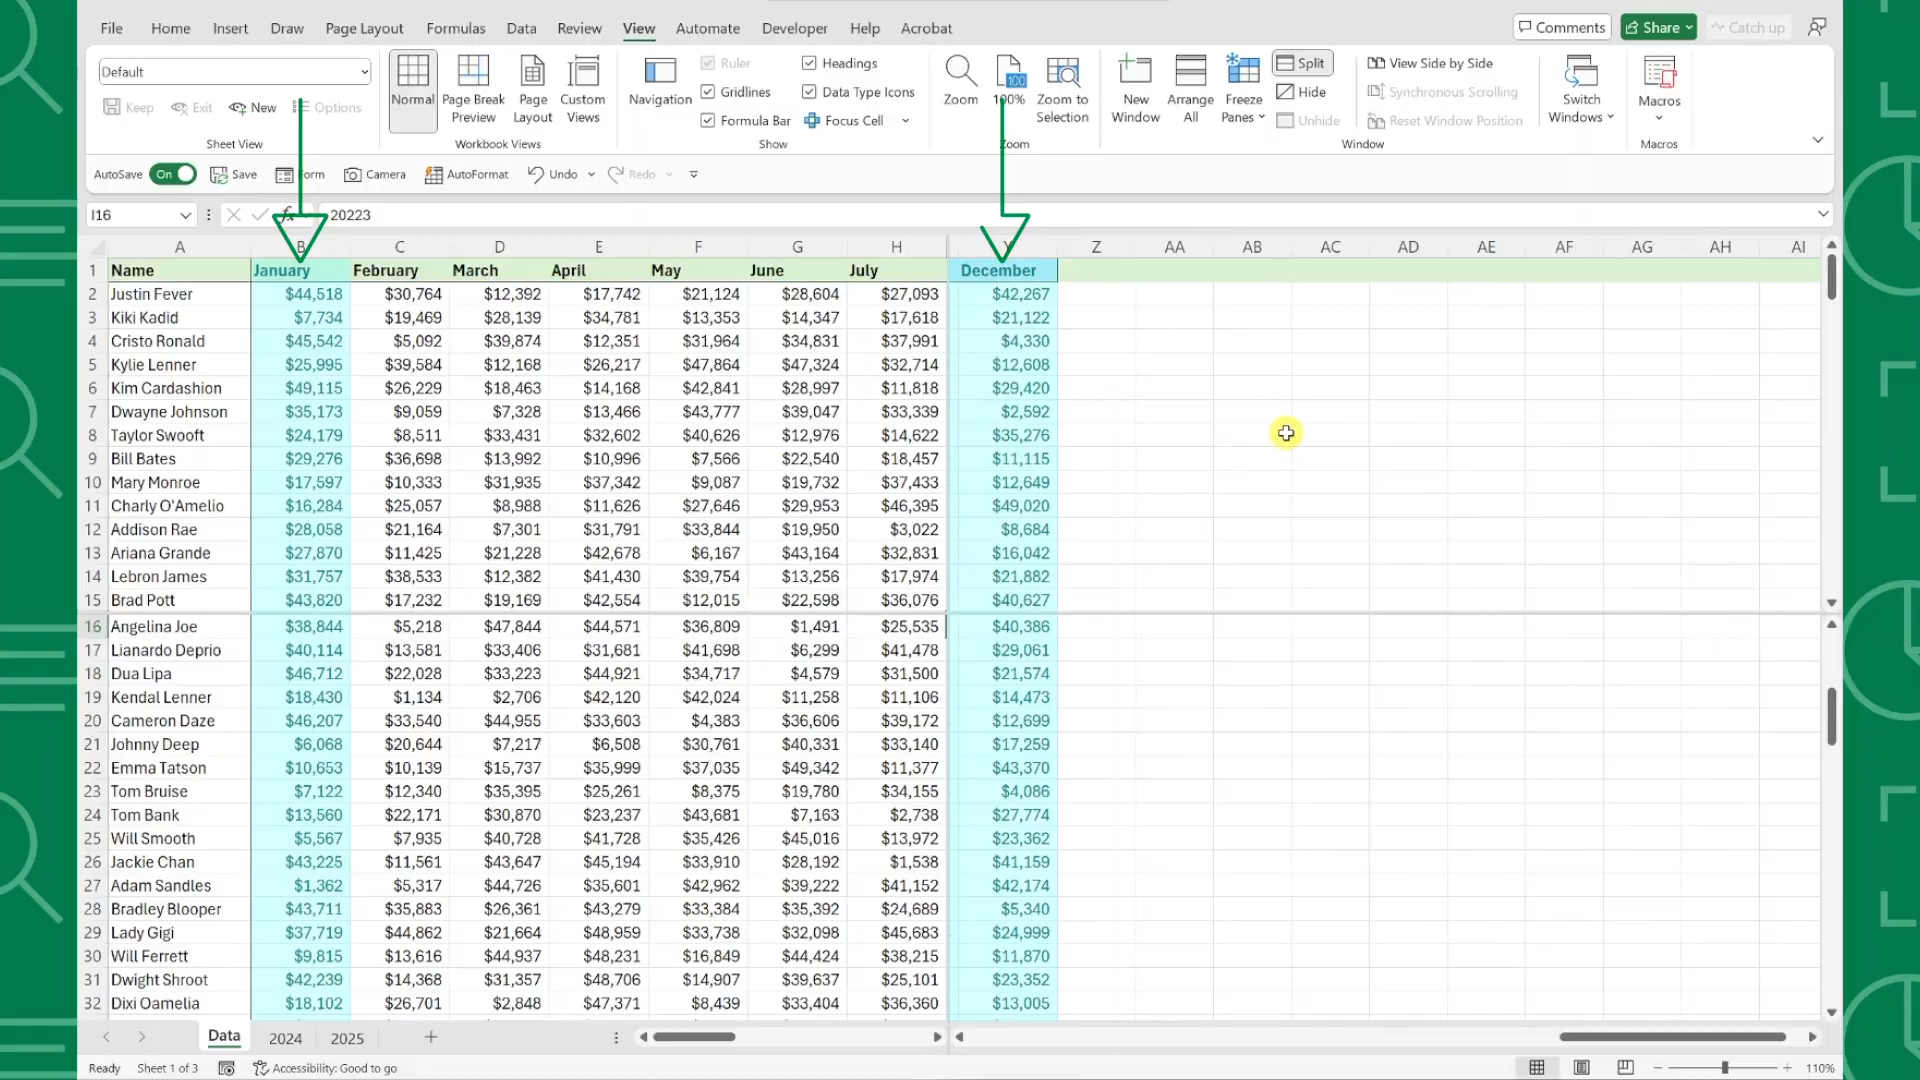 File Home Insert Draw Page Layout Formulas Data Review View Automate Developer Help Acrobat Comments Share Catch up
Default
Keep Exit New Options
Sheet View
Normal Page Break Preview Page Layout Custom Views
Workbook Views
Navigation
Ruler Headings
Gridlines Data Type Icons
Formula Bar Focus Cell
Show
Zoom 100% Zoom to Selection
Zoom
New Window Arrange All Freeze Panes
Split View Side by Side
Hide Synchronous Scrolling
Unhide Reset Window Position
Window
Switch Windows
Macros
Macros
AutoSave On Save Form Camera AutoFormat Undo Redo
I16 fx 20223
A B C D E F G H Y Z AA AB AC AD AE AF AG AH AI
1 Name January February March April May June July December
2 Justin Fever $44,518 $30,764 $12,392 $17,742 $21,124 $28,604 $27,093 $42,267
3 Kiki Kadid $7,734 $19,469 $28,139 $34,781 $13,353 $14,347 $17,618 $21,122
4 Cristo Ronald $45,542 $5,092 $39,874 $12,351 $31,964 $34,831 $37,991 $4,330
5 Kylie Lenner $25,995 $39,584 $12,168 $26,217 $47,864 $47,324 $32,714 $12,608
6 Kim Cardashion $49,115 $26,229 $18,463 $14,168 $42,841 $28,997 $11,818 $29,420
7 Dwayne Johnson $35,173 $9,059 $7,328 $13,466 $43,777 $39,047 $33,339 $2,592
8 Taylor Swooft $24,179 $8,511 $33,431 $32,602 $40,626 $12,976 $14,622 $35,276
9 Bill Bates $29,276 $36,698 $13,992 $10,996 $7,566 $22,540 $18,457 $11,115
10 Mary Monroe $17,597 $10,333 $31,935 $37,342 $9,087 $19,732 $37,433 $12,649
11 Charly O'Amelio $16,284 $25,057 $8,988 $11,626 $27,646 $29,953 $46,395 $49,020
12 Addison Rae $28,058 $21,164 $7,301 $31,791 $33,844 $19,950 $3,022 $8,684
13 Ariana Grande $27,870 $11,425 $21,228 $42,678 $6,167 $43,164 $32,831 $16,042
14 Lebron James $31,757 $38,533 $12,382 $41,430 $39,754 $13,256 $17,974 $21,882
15 Brad Pott $43,820 $17,232 $19,169 $42,554 $12,015 $22,598 $36,076 $40,627
16 Angelina Joe $38,844 $5,218 $47,844 $44,571 $36,809 $1,491 $25,535 $40,386
17 Lianardo Deprio $40,114 $13,581 $33,406 $31,681 $41,698 $6,299 $41,478 $29,061
18 Dua Lipa $46,712 $22,028 $33,223 $44,921 $34,717 $4,579 $31,500 $21,574
19 Kendal Lenner $18,430 $1,134 $2,706 $42,120 $42,024 $11,258 $11,106 $14,473
20 Cameron Daze $46,207 $33,540 $44,955 $33,603 $4,383 $36,606 $39,172 $12,699
21 Johnny Deep $6,068 $20,644 $7,217 $6,508 $30,761 $40,331 $33,140 $17,259
22 Emma Tatson $10,653 $10,139 $15,737 $35,999 $37,035 $49,342 $11,377 $43,370
23 Tom Bruise $7,122 $12,340 $35,395 $25,261 $8,375 $19,780 $34,155 $4,086
24 Tom Bank $13,560 $22,171 $30,870 $23,237 $43,681 $7,163 $2,738 $27,774
25 Will Smooth $5,567 $7,935 $40,728 $41,728 $35,426 $45,016 $13,972 $23,362
26 Jackie Chan $43,225 $11,561 $43,647 $45,194 $33,910 $28,192 $1,538 $41,159
27 Adam Sandles $1,362 $5,317 $44,726 $35,601 $42,962 $39,222 $41,152 $42,174
28 Bradley Blooper $43,711 $35,883 $26,361 $43,279 $33,384 $35,392 $24,689 $5,340
29 Lady Gigi $37,719 $44,862 $21,664 $48,959 $33,738 $32,098 $45,683 $24,999
30 Will Ferrett $9,815 $13,616 $44,937 $48,231 $16,849 $44,424 $38,215 $11,870
31 Dwight Shroot $42,239 $14,368 $31,357 $48,706 $14,907 $39,637 $25,101 $23,352
32 Dixi Oamelia $18,102 $26,701 $2,848 $47,371 $8,439 $33,404 $36,360 $13,005
Data 2024 2025
Ready Sheet 1 of 3 Accessibility: Good to go 110%